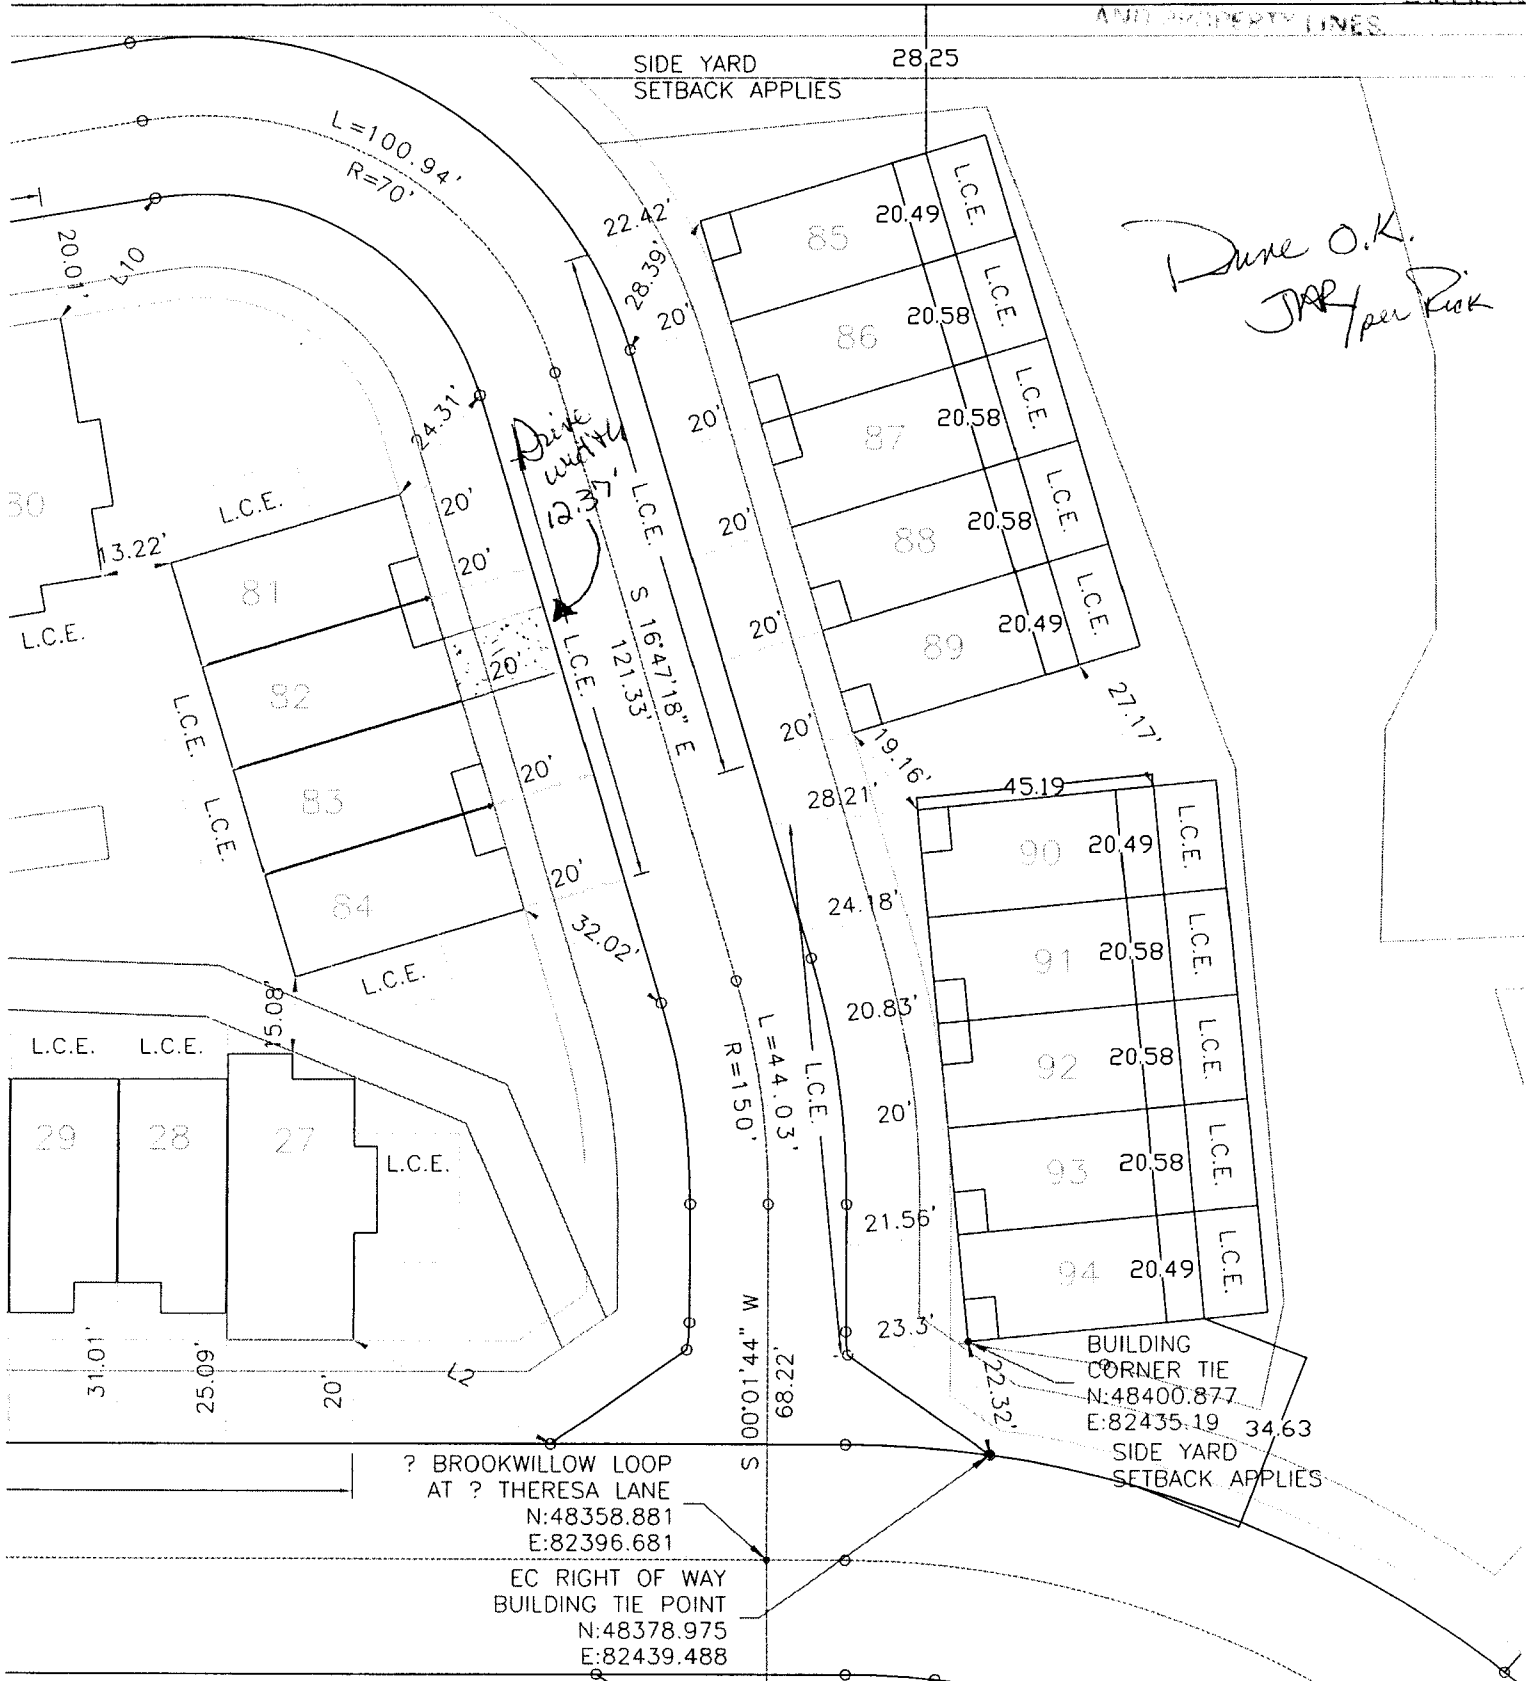 AND PROPERTY LINES
SIDE YARD
SETBACK APPLIES
28.25
L=100.94'
R=70'
22.42'
28.39'
20'
20.01'
L10
85
20.49
L.C.E.
86
20.58
L.C.E.
87
20.58
L.C.E.
88
20.58
L.C.E.
89
20.49
L.C.E.
O.K.
per Rick
24.31'
Drive
width
12.37'
20'
20'
20'
20'
20'
20'
20'
20'
20'
20'
L.C.E.
S 16°47'18" E
121.33'
L.C.E.
80
13.22'
L.C.E.
L.C.E.
81
82
83
84
L.C.E.
L.C.E.
L.C.E.
32.02'
15.08'
27.17'
19.16'
28.21'
45.19
24.18'
20.83'
20'
21.56'
23.3'
90
20.49
L.C.E.
91
20.58
L.C.E.
92
20.58
L.C.E.
93
20.58
L.C.E.
94
20.49
L.C.E.
L=44.03'
R=150'
L.C.E.
L.C.E.
L.C.E.
29
28
27
L.C.E.
31.01'
25.09'
20'
L2
S 00°01'44" W
68.22'
22.32'
BUILDING
CORNER TIE
N:48400.877
E:82435.19
34.63
SIDE YARD
SETBACK APPLIES
? BROOKWILLOW LOOP
AT ? THERESA LANE
N:48358.881
E:82396.681
EC RIGHT OF WAY
BUILDING TIE POINT
N:48378.975
E:82439.488